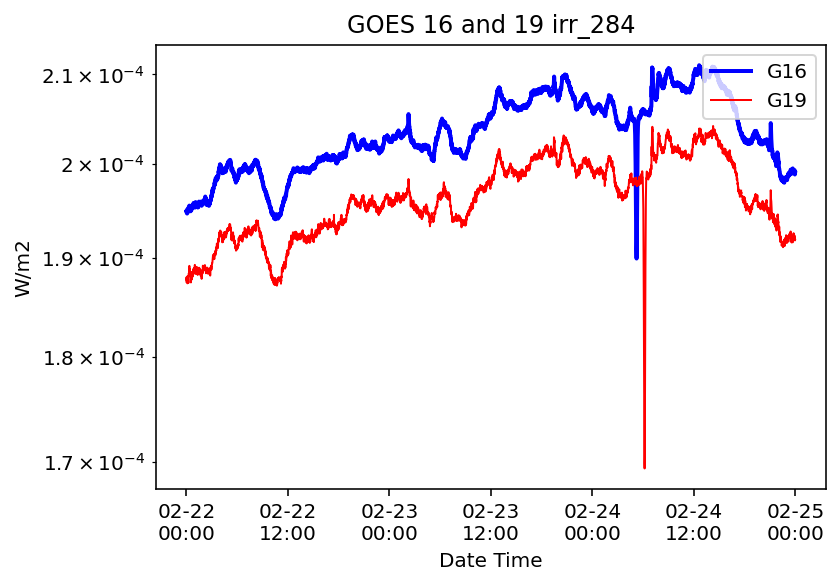 GOES 16 and 19 irr_284
G16
G19
W/m2
2.1 × 10⁻⁴
2 × 10⁻⁴
1.9 × 10⁻⁴
1.8 × 10⁻⁴
1.7 × 10⁻⁴
02-22 02-22 02-23 02-23 02-24 02-24 02-25
00:00 12:00 00:00 12:00 00:00 12:00 00:00
Date Time